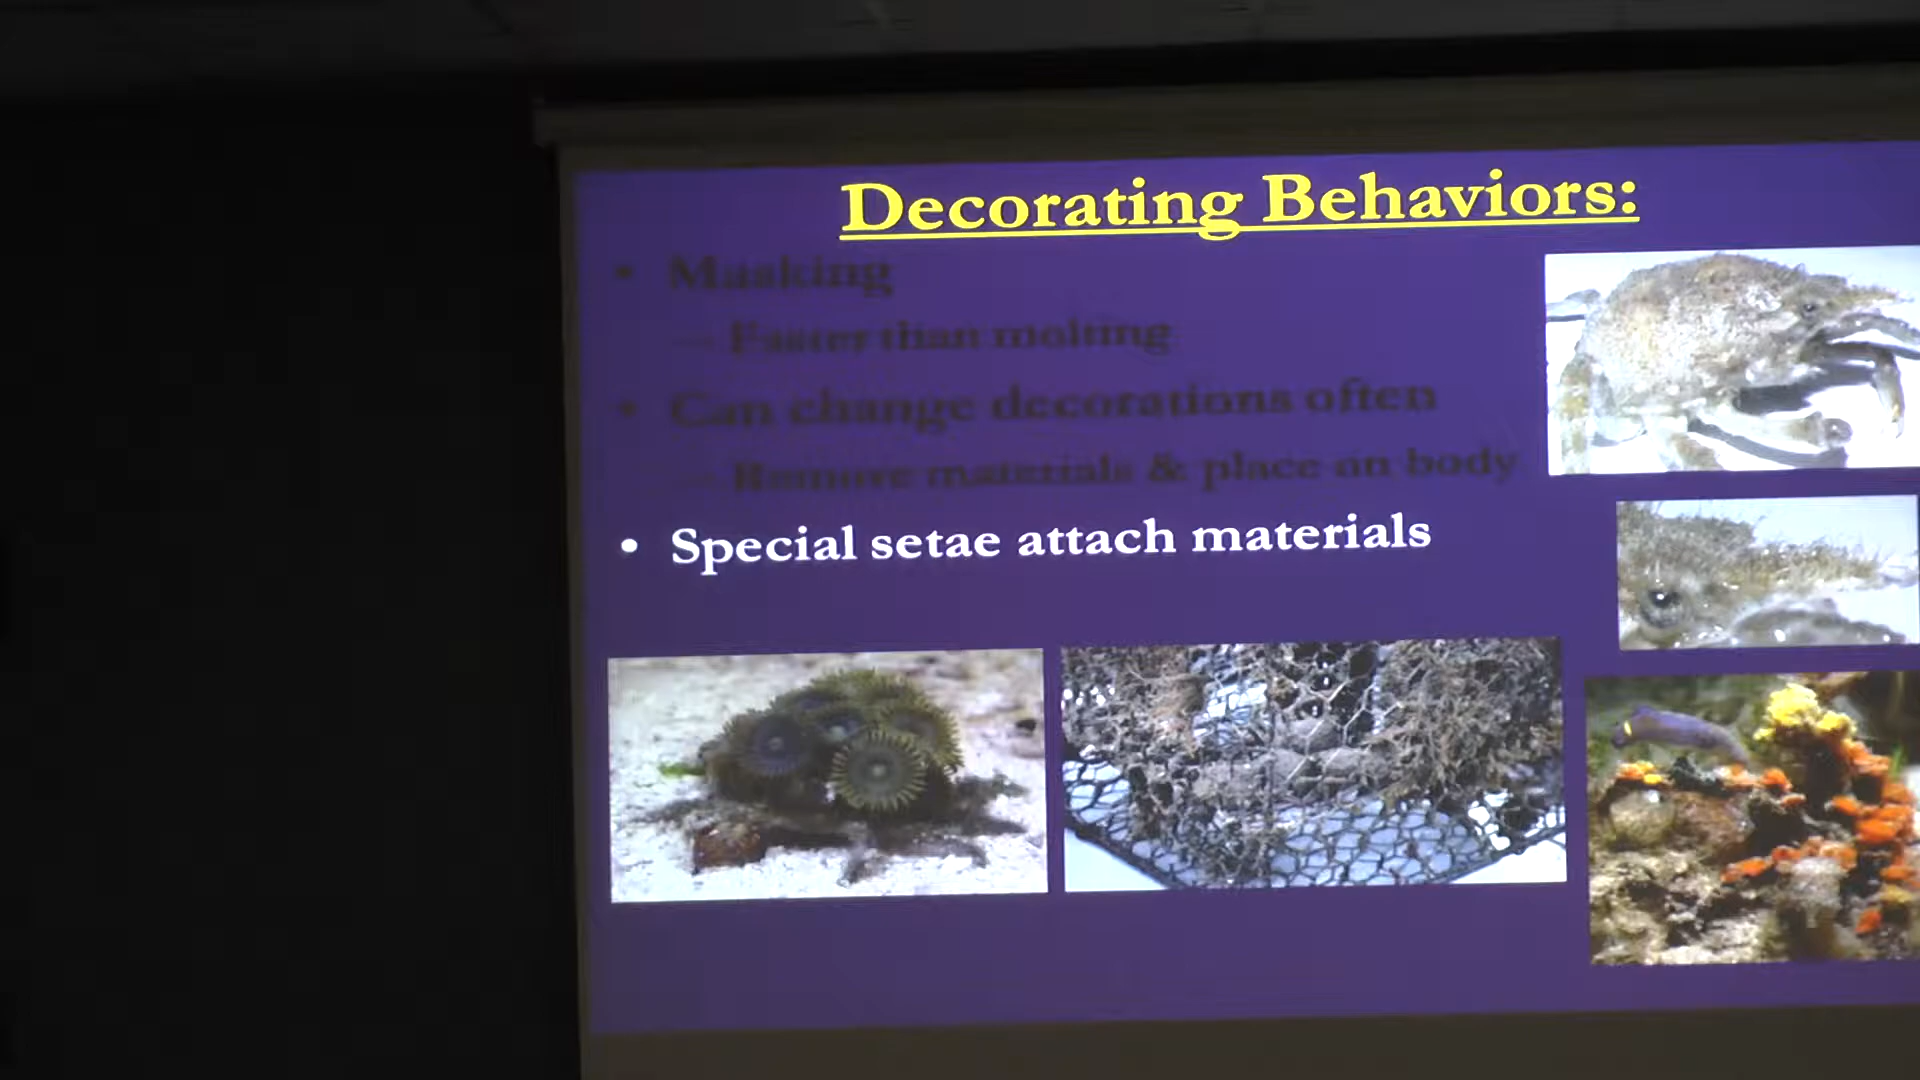 Decorating Behaviors:
• Masking
– Faster than molting
• Can change decorations often
– Remove materials & place on body
• Special setae attach materials